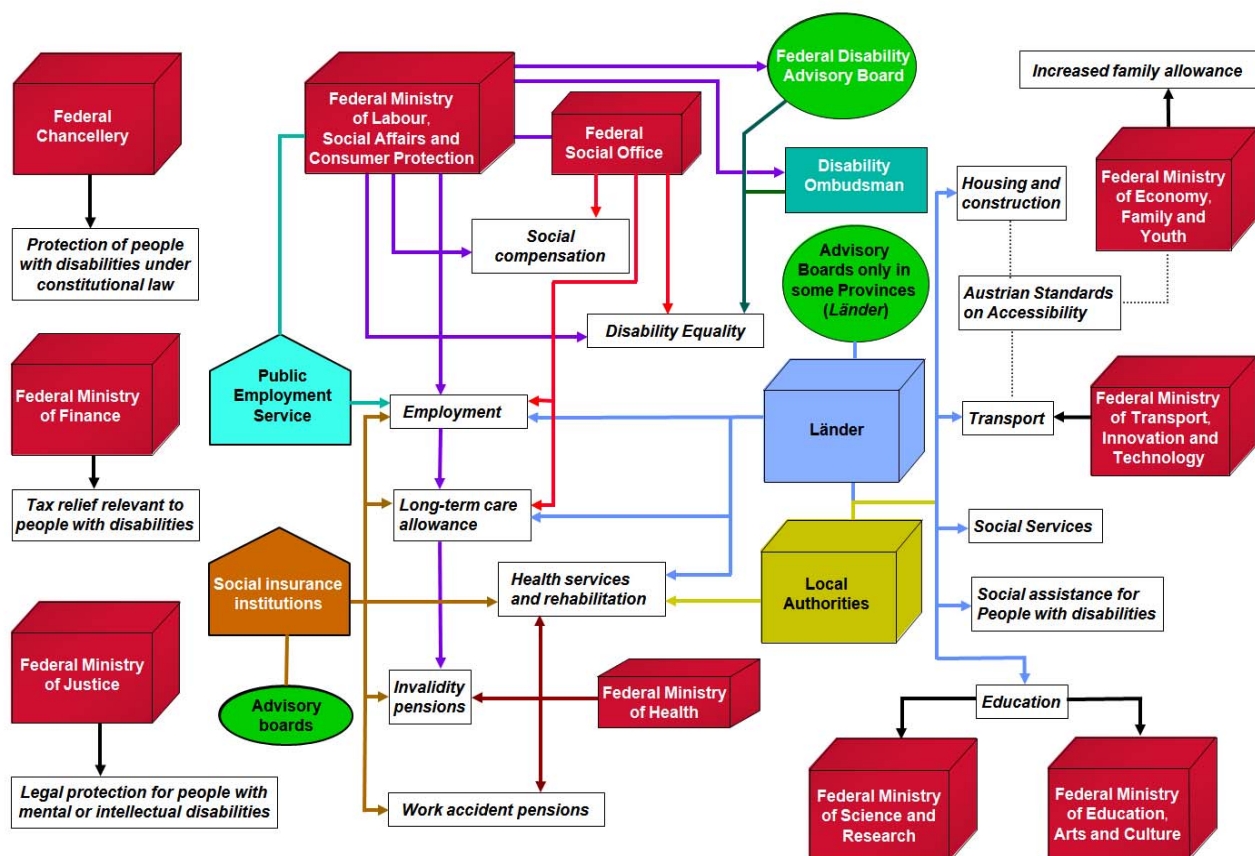 Federal
Chancellery
Protection of people
with disabilities under
constitutional law
Federal Ministry
of Finance
Tax relief relevant to
people with disabilities
Federal Ministry
of Justice
Legal protection for people with
mental or intellectual disabilities
Federal Ministry
of Labour,
Social Affairs and
Consumer Protection
Federal
Social Office
Federal Disability
Advisory Board
Disability
Ombudsman
Social
compensation
Disability Equality
Advisory
Boards only in
some Provinces
(Länder)
Public
Employment
Service
Employment
Länder
Long-term care
allowance
Social insurance
institutions
Health services
and rehabilitation
Local
Authorities
Advisory
boards
Invalidity
pensions
Federal Ministry
of Health
Work accident pensions
Increased family allowance
Housing and
construction
Federal Ministry
of Economy,
Family and
Youth
Austrian Standards
on Accessibility
Transport
Federal Ministry
of Transport,
Innovation and
Technology
Social Services
Social assistance for
People with disabilities
Education
Federal Ministry
of Science and
Research
Federal Ministry
of Education,
Arts and Culture